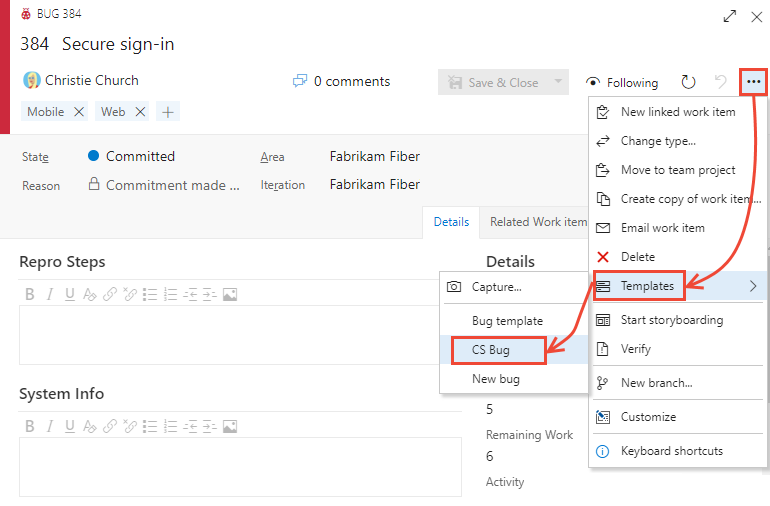 BUG 384
384 Secure sign-in
Christie Church
0 comments
Save & Close
Following
Mobile
Web
State
Committed
Area
Fabrikam Fiber
Reason
Commitment made ...
Iteration
Fabrikam Fiber
Details
Related Work item
Repro Steps
B I U
System Info
B I U
Details
5
Remaining Work
6
Activity
New linked work item
Change type...
Move to team project
Create copy of work item...
Email work item
Delete
Templates
Start storyboarding
Verify
New branch...
Customize
Keyboard shortcuts
Capture...
Bug template
CS Bug
New bug